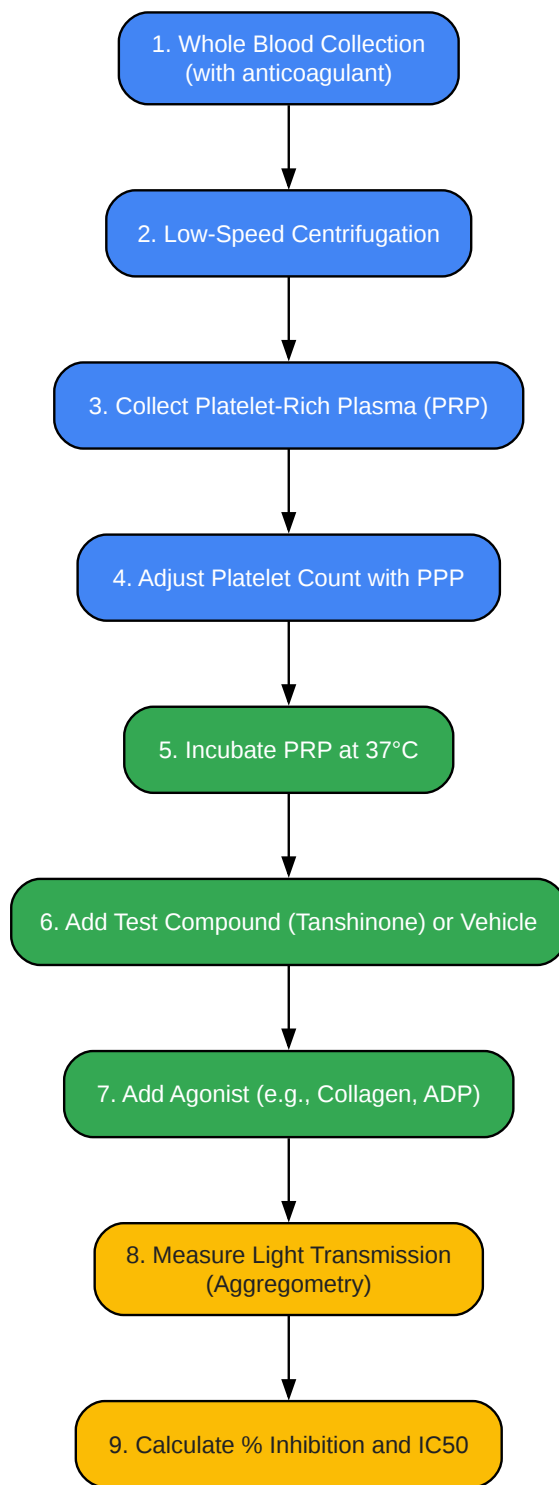 1. Whole Blood Collection
(with anticoagulant)
2. Low-Speed Centrifugation
3. Collect Platelet-Rich Plasma (PRP)
4. Adjust Platelet Count with PPP
5. Incubate PRP at 37°C
6. Add Test Compound (Tanshinone) or Vehicle
7. Add Agonist (e.g., Collagen, ADP)
8. Measure Light Transmission
(Aggregometry)
9. Calculate % Inhibition and IC50